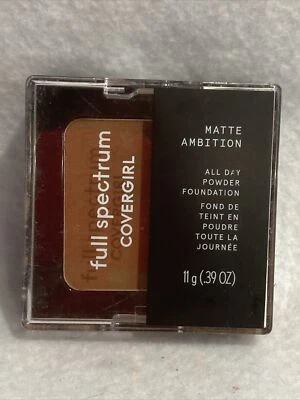 full spectrum
COVERGIRL
MATTE
AMBITION
ALL DAY
POWDER
FOUNDATION
FOND DE
TEINT EN
POUDRE
TOUTE LA
JOURNÉE
11 g (.39 OZ)